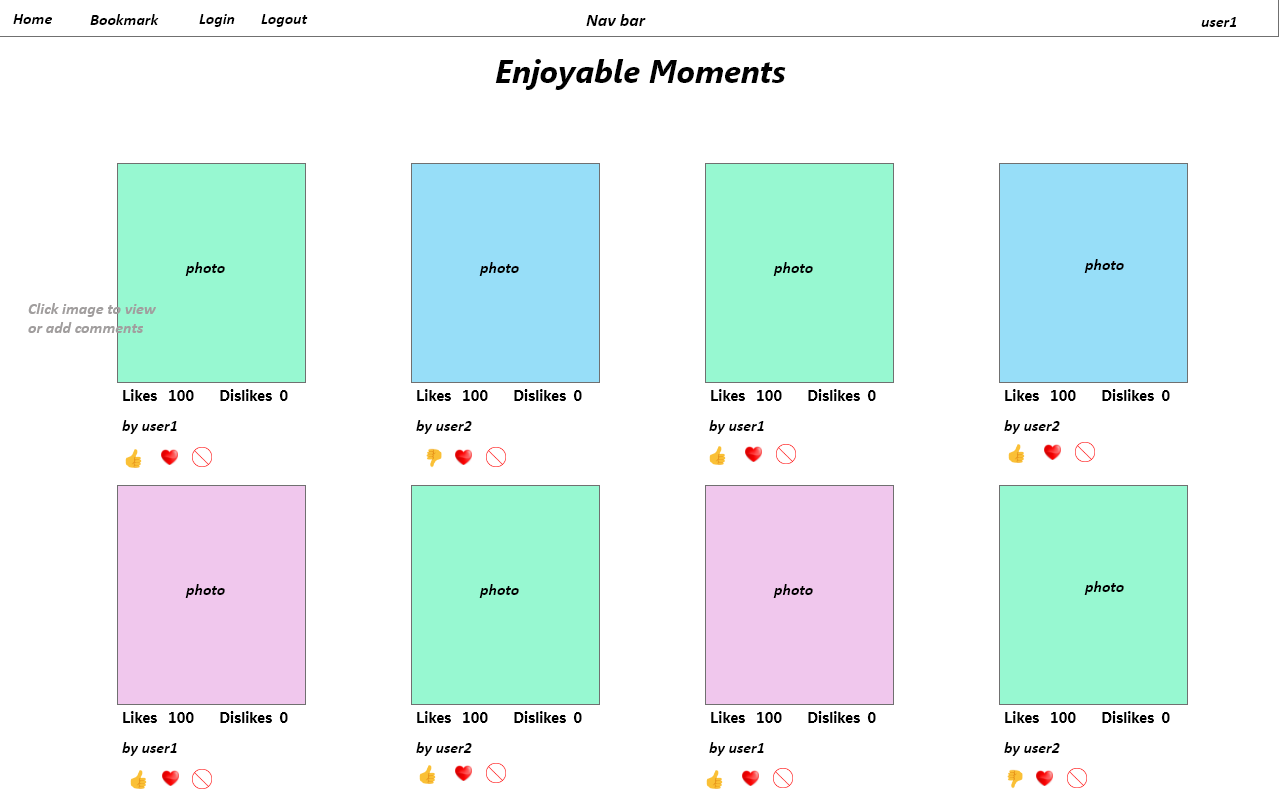 Home Bookmark Login Logout Nav bar user1
Enjoyable Moments
photo photo photo photo
Click image to view
or add comments
Likes 100 Dislikes 0 Likes 100 Dislikes 0 Likes 100 Dislikes 0 Likes 100 Dislikes 0
by user1 by user2 by user1 by user2
photo photo photo photo
Likes 100 Dislikes 0 Likes 100 Dislikes 0 Likes 100 Dislikes 0 Likes 100 Dislikes 0
by user1 by user2 by user1 by user2